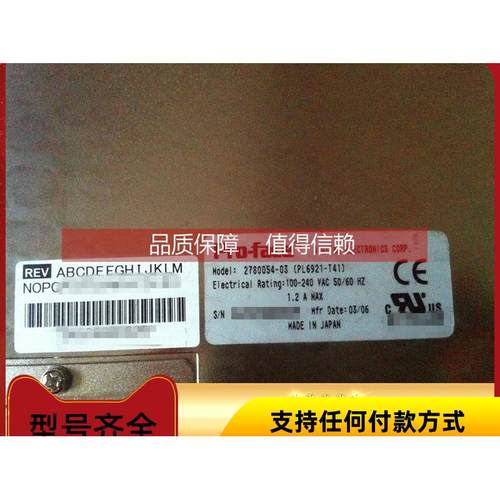 品质保障 值得信赖
Pro-face
ELECTRONICS CORP.
Model: 2780054-03 (PL6921-T41)
Electrical Rating:100-240 VAC 50/60 HZ
1.2 A MAX
S/N
Mfr Date: 03/06
MADE IN JAPAN
CE
C US
REV ABCDEFGHIJKLM
NOPQ
型号齐全
支持任何付款方式